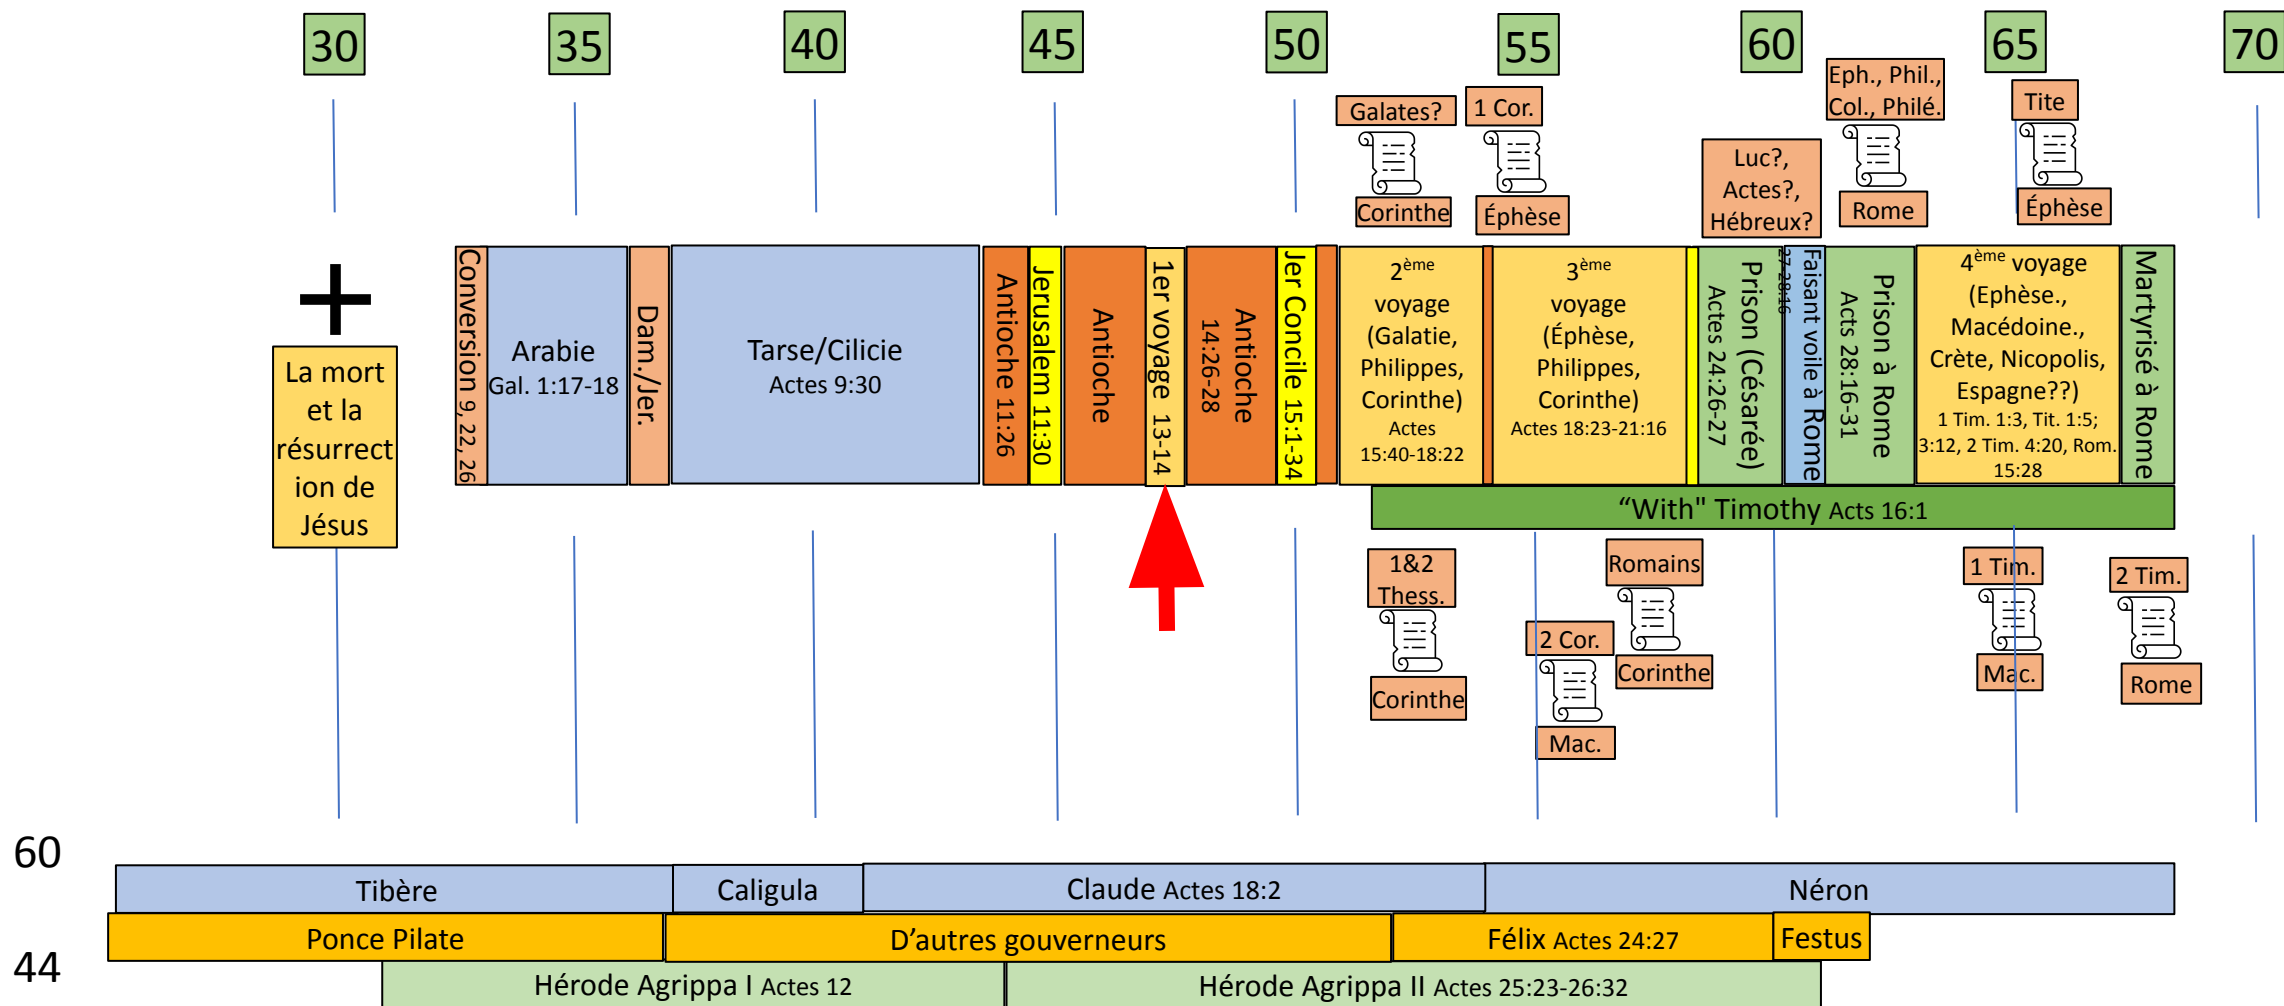 30
35
40
45
50
55
60
65
70
Galates?
Corinthe
1 Cor.
Éphèse
Luc?,
Actes?,
Hébreux?
Eph., Phil.,
Col., Philé.
Rome
Tite
Éphèse
La mort
et la
résurrect
ion de
Jésus
Conversion 9, 22, 26
Arabie
Gal. 1:17-18
Dam./Jer.
Tarse/Cilicie
Actes 9:30
Antioche 11:26
Jerusalem 11:30
Antioche
1er voyage 13-14
Antioche
14:26-28
Jer Concile 15:1-34
2ème
voyage
(Galatie,
Philippes,
Corinthe)
Actes
15:40-18:22
3ème
voyage
(Éphèse,
Philippes,
Corinthe)
Actes 18:23-21:16
Prison (Césarée)
Actes 24:26-27
Faisant voile à Rome
27-28:16
Prison à Rome
Acts 28:16-31
4ème voyage
(Ephèse.,
Macédoine.,
Crète, Nicopolis,
Espagne??)
1 Tim. 1:3, Tit. 1:5;
3:12, 2 Tim. 4:20, Rom.
15:28
Martyrisé à Rome
“With" Timothy Acts 16:1
1&2
Thess.
Corinthe
2 Cor.
Mac.
Romains
Corinthe
1 Tim.
Mac.
2 Tim.
Rome
60
Tibère
Caligula
Claude Actes 18:2
Néron
Ponce Pilate
D’autres gouverneurs
Félix Actes 24:27
Festus
44
Hérode Agrippa I Actes 12
Hérode Agrippa II Actes 25:23-26:32